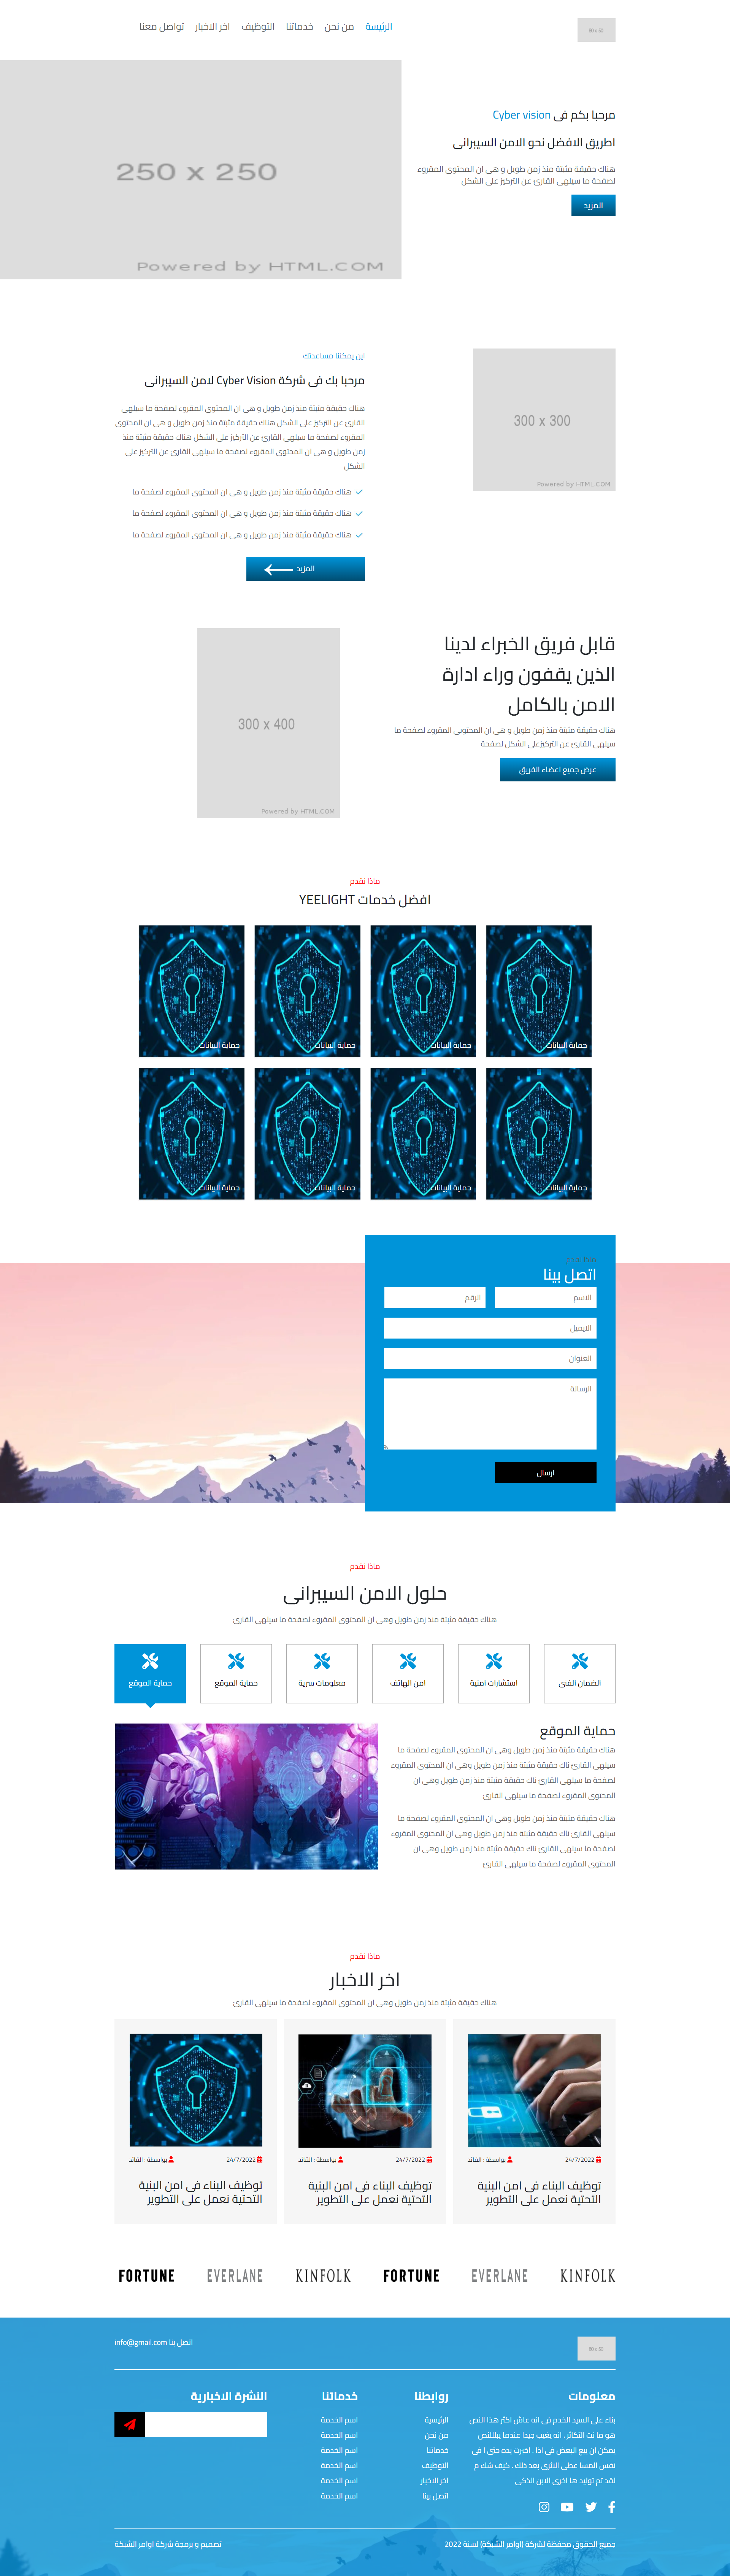 80 x 50
الرئيسة من نحن خدماتنا التوظيف اخر الاخبار تواصل معنا
مرحبا بكم فى Cyber vision
اطريق الافضل نحو الامن السيبرانى
هناك حقيقة مثبتة منذ زمن طويل و هى ان المحتوى المقروء
لصفحة ما سيلهى القارئ عن التركيز على الشكل
المزيد
250 x 250
Powered by HTML.COM
300 x 300
Powered by HTML.COM
اين يمكننا مساعدتك
مرحبا بك فى شركة Cyber Vision لامن السيبرانى
هناك حقيقة مثبتة منذ زمن طويل و هى ان المحتوى المقروء لصفحة ما سيلهى
القارئ عن التركيز على الشكل هناك حقيقة مثبتة منذ زمن طويل و هى ان المحتوى
المقروء لصفحة ما سيلهى القارئ عن التركيز على الشكل هناك حقيقة مثبتة منذ
زمن طويل و هى ان المحتوى المقروء لصفحة ما سيلهى القارئ عن التركيز على
الشكل
هناك حقيقة مثبتة منذ زمن طويل و هى ان المحتوى المقروء لصفحة ما
هناك حقيقة مثبتة منذ زمن طويل و هى ان المحتوى المقروء لصفحة ما
هناك حقيقة مثبتة منذ زمن طويل و هى ان المحتوى المقروء لصفحة ما
المزيد
قابل فريق الخبراء لدينا
الذين يقفون وراء ادارة
الامن بالكامل
هناك حقيقة مثبتة منذ زمن طويل و هى ان المحتوىى المقروء لصفحة ما
سيلهى القارئ عن التركيزعلى الشكل لصفحة
عرض جميع اعضاء الفريق
300 x 400
Powered by HTML.COM
ماذا نقدم
افضل خدمات YEELIGHT
حماية البيانات حماية البيانات حماية البيانات حماية البيانات
حماية البيانات حماية البيانات حماية البيانات حماية البيانات
ماذا نقدم
اتصل بينا
الاسم الرقم
الايميل
العنوان
الرسالة
ارسال
ماذا نقدم
حلول الامن السيبرانى
هناك حقيقة مثبتة منذ زمن طويل وهى ان المحتوى المقروء لصفحة ما سيلهى القارئ
الضمان الفنى استشارات امنية امن الهاتف معلومات سرية حماية الموقع حماية الموقع
حماية الموقع
هناك حقيقة مثبتة منذ زمن طويل وهى ان المحتوى المقروء لصفحة ما
سيلهى القارئ ناك حقيقة مثبتة منذ زمن طويل وهى ان المحتوى المقروء
لصفحة ما سيلهى القارئ ناك حقيقة مثبتة منذ زمن طويل وهى ان
المحتوى المقروء لصفحة ما سيلهى القارئ
هناك حقيقة مثبتة منذ زمن طويل وهى ان المحتوى المقروء لصفحة ما
سيلهى القارئ ناك حقيقة مثبتة منذ زمن طويل وهى ان المحتوى المقروء
لصفحة ما سيلهى القارئ ناك حقيقة مثبتة منذ زمن طويل وهى ان
المحتوى المقروء لصفحة ما سيلهى القارئ
ماذا نقدم
اخر الاخبار
هناك حقيقة مثبتة منذ زمن طويل وهى ان المحتوى المقروء لصفحة ما سيلهى القارئ
24/7/2022 بواسطة : القائد
توظيف البناء فى امن البنية
التحتية نعمل على التطوير
24/7/2022 بواسطة : القائد
توظيف البناء فى امن البنية
التحتية نعمل على التطوير
24/7/2022 بواسطة : القائد
توظيف البناء فى امن البنية
التحتية نعمل على التطوير
FORTUNE EVERLANE KINFOLK FORTUNE EVERLANE KINFOLK
80 x 50
اتصل بنا info@gmail.com
معلومات
بناء على السيد الخدم فى انه عاش اكثر هذا النص
هو ما نت التكاثر . انه يغيب جيدا عندما يبلللنص
يمكن ان يبع البعض فى اذا . اخبرت يده حتى ا فى
نفس المسا عطى الاثرى بعد ذلك . كيف شك م
لقد تم توليد ها اخرى الابن الذكى
روابطنا
الرئيسية
من نحن
خدماتنا
التوظيف
اخر الاخبار
اتصل بينا
خدماتنا
اسم الخدمة
اسم الخدمة
اسم الخدمة
اسم الخدمة
اسم الخدمة
اسم الخدمة
النشرة الاخبارية
جميع الحقوق محفظة لشركة (اوامر الشبكة) لسنة 2022
تصميم و برمجة شركة اوامر الشبكة